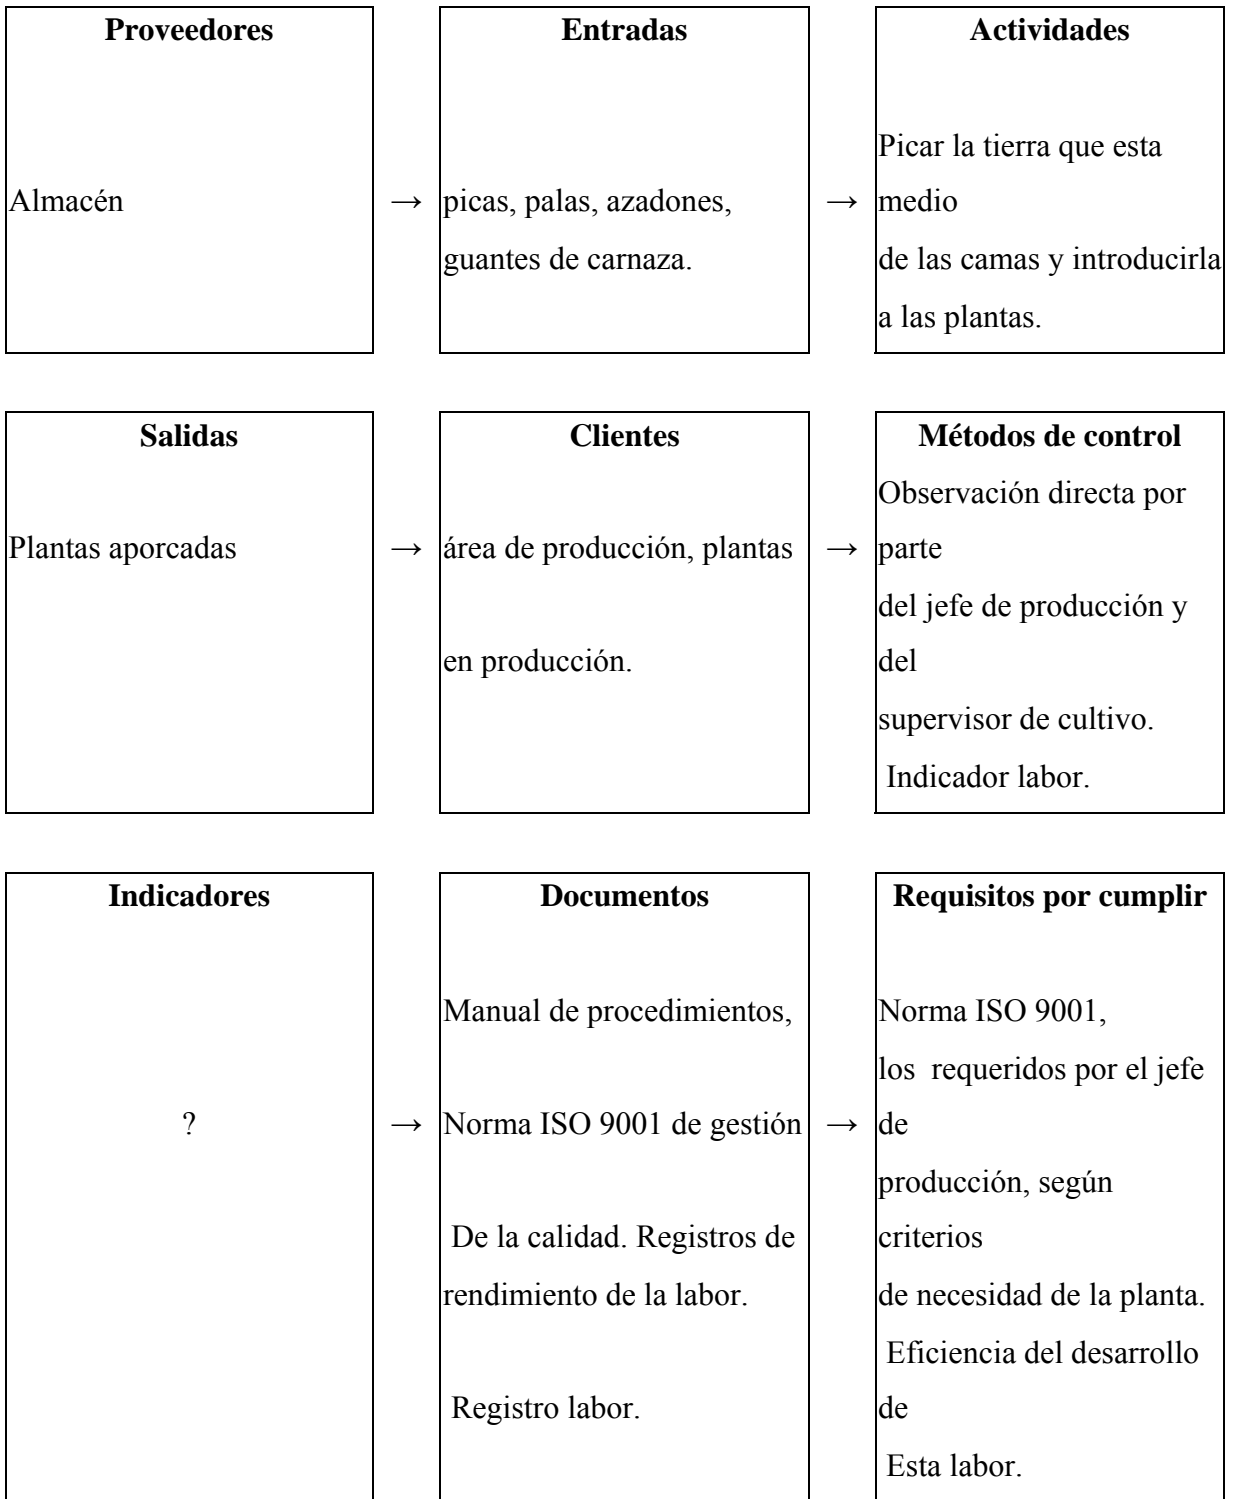 Proveedores
Entradas
Actividades
Almacén
→
picas, palas, azadones,
guantes de carnaza.
→
Picar la tierra que esta
medio
de las camas y introducirla
a las plantas.
Salidas
Clientes
Métodos de control
Plantas aporcadas
→
área de producción, plantas
en producción.
→
Observación directa por
parte
del jefe de producción y
del
supervisor de cultivo.
Indicador labor.
Indicadores
Documentos
Requisitos por cumplir
?
→
Manual de procedimientos,
Norma ISO 9001 de gestión
De la calidad. Registros de
rendimiento de la labor.
Registro labor.
→
Norma ISO 9001,
los  requeridos por el jefe
de
producción, según
criterios
de necesidad de la planta.
Eficiencia del desarrollo
de
Esta labor.